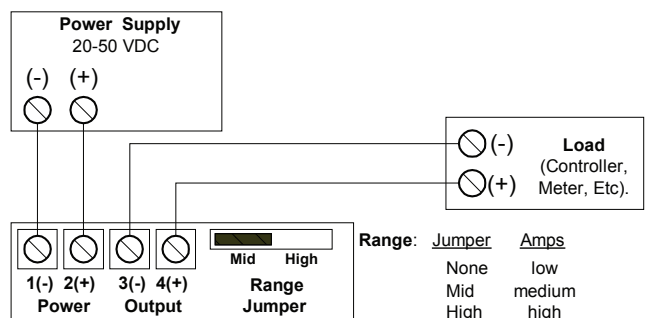 Power Supply
20-50 VDC
(-) (+)
(-)
(+)
Load
(Controller,
Meter, Etc).
Mid High
1(-) 2(+) 3(-) 4(+)
Power Output
Range
Jumper
Range: Jumper Amps
None low
Mid medium
High high